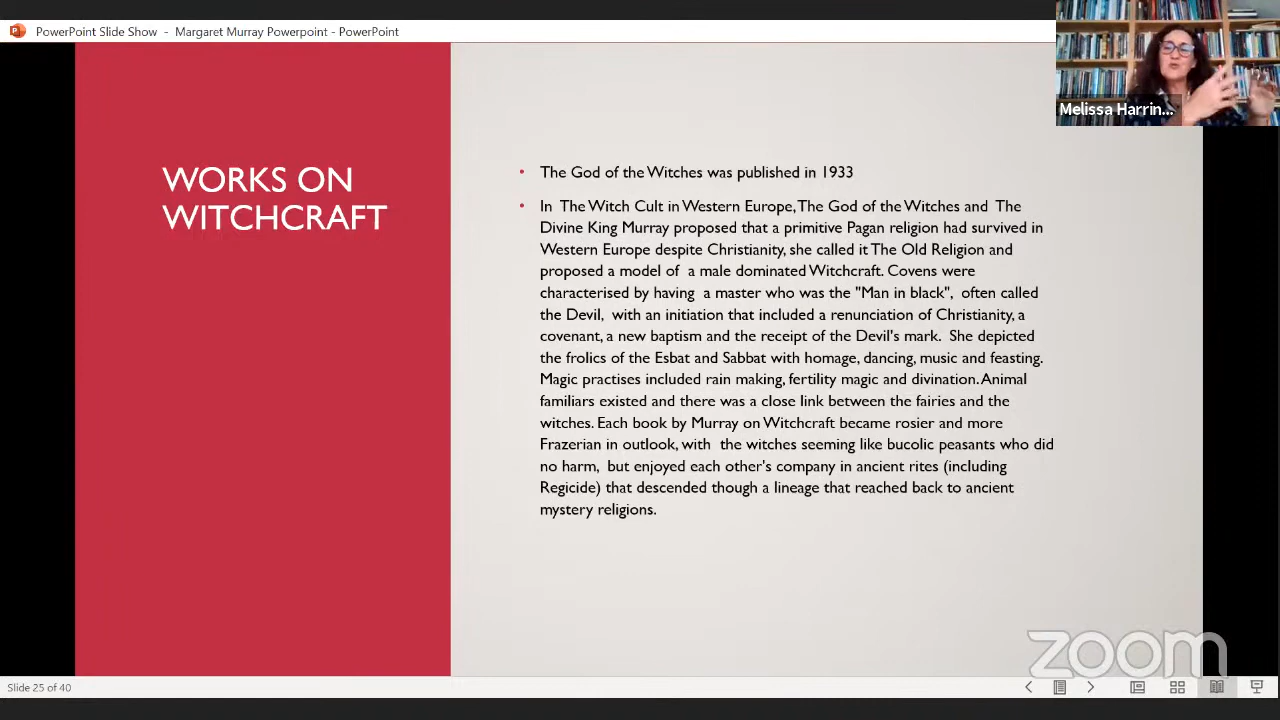 PowerPoint Slide Show - Margaret Murray Powerpoint - PowerPoint
Melissa Harrin...
WORKS ON
WITCHCRAFT
• The God of the Witches was published in 1933
• In The Witch Cult in Western Europe, The God of the Witches and The
Divine King Murray proposed that a primitive Pagan religion had survived in
Western Europe despite Christianity, she called it The Old Religion and
proposed a model of a male dominated Witchcraft. Covens were
characterised by having a master who was the "Man in black", often called
the Devil, with an initiation that included a renunciation of Christianity, a
covenant, a new baptism and the receipt of the Devil's mark. She depicted
the frolics of the Esbat and Sabbat with homage, dancing, music and feasting.
Magic practises included rain making, fertility magic and divination. Animal
familiars existed and there was a close link between the fairies and the
witches. Each book by Murray on Witchcraft became rosier and more
Frazerian in outlook, with the witches seeming like bucolic peasants who did
no harm, but enjoyed each other's company in ancient rites (including
Regicide) that descended though a lineage that reached back to ancient
mystery religions.
zoom
Slide 25 of 40